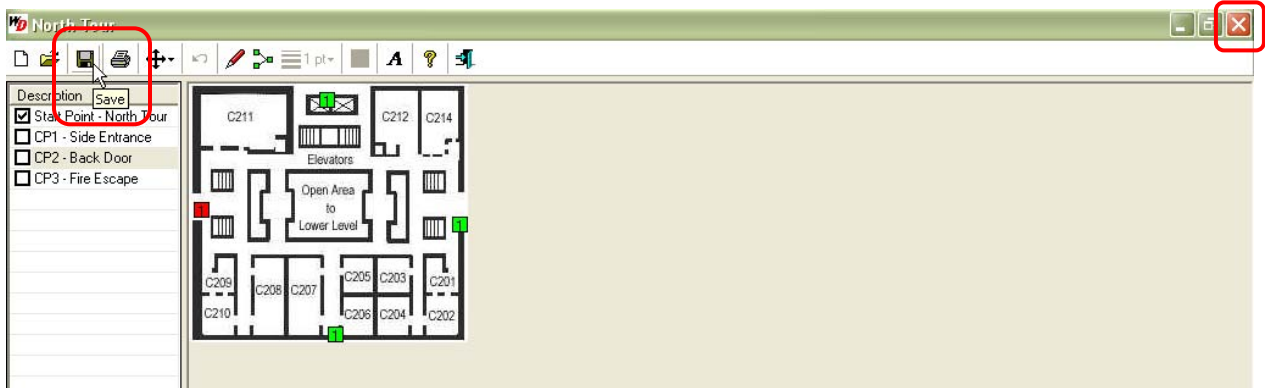 WD North Tour
1 pt
A
?
Description
Save
Start Point - North Tour
CP1 - Side Entrance
CP2 - Back Door
CP3 - Fire Escape
1
C211
C212
C214
Elevators
Open Area
to
Lower Level
1
1
C209
C208
C207
C205
C203
C201
C210
C206
C204
C202
1